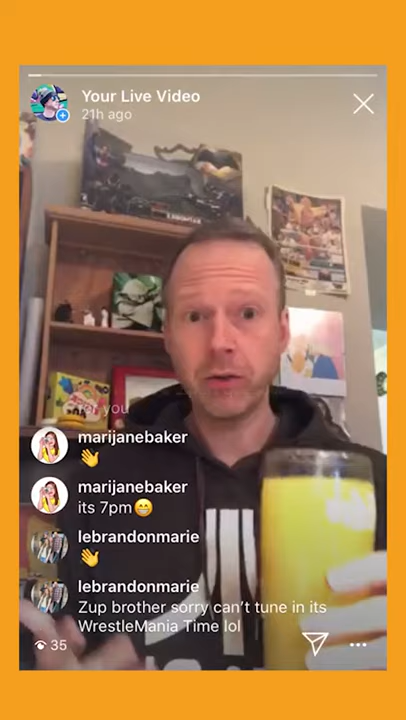 Your Live Video
21h ago
you
marijanebaker
👋
marijanebaker
its 7pm😁
lebrandonmarie
👋
lebrandonmarie
Zup brother sorry can’t tune in its
WrestleMania Time lol
35